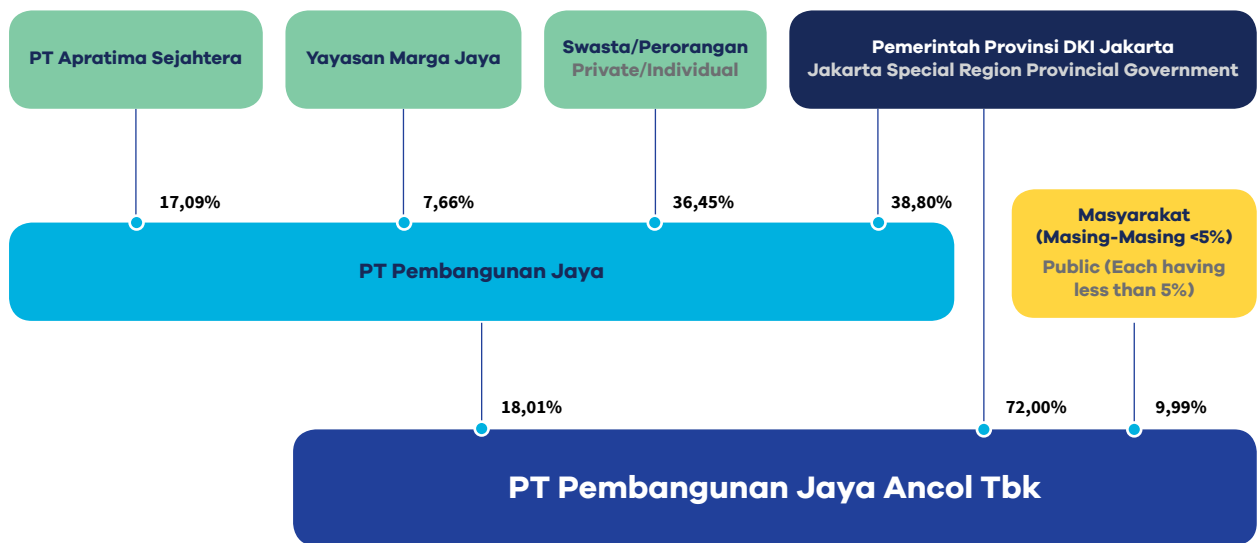 PT Apratima Sejahtera
Yayasan Marga Jaya
Swasta/Perorangan
Private/Individual
Pemerintah Provinsi DKI Jakarta
Jakarta Special Region Provincial Government
17,09%
7,66%
36,45%
38,80%
Masyarakat
(Masing-Masing <5%)
Public (Each having
less than 5%)
PT Pembangunan Jaya
18,01%
72,00%
9,99%
PT Pembangunan Jaya Ancol Tbk